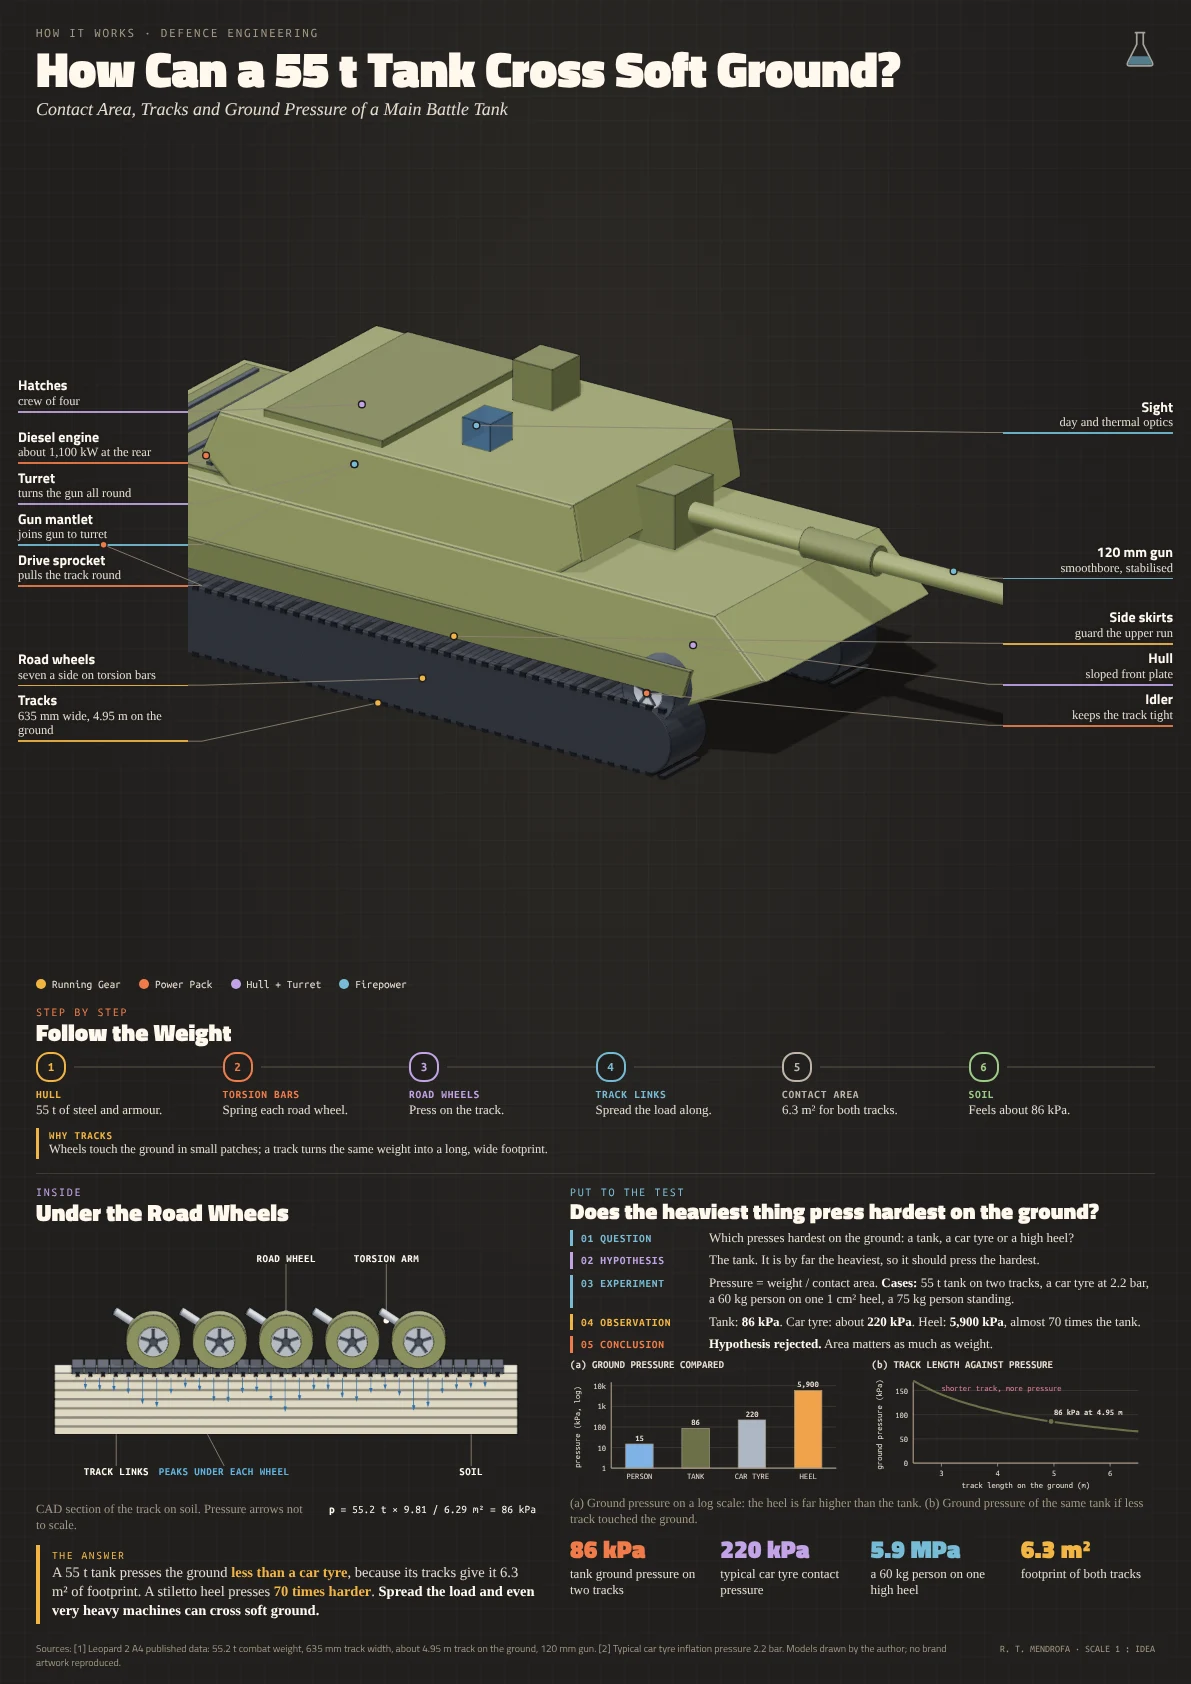 HOW IT WORKS · DEFENCE ENGINEERING
How Can a 55 t Tank Cross Soft Ground?
Contact Area, Tracks and Ground Pressure of a Main Battle Tank
Hatches
crew of four
Diesel engine
about 1,100 kW at the rear
Turret
turns the gun all round
Gun mantlet
joins gun to turret
Drive sprocket
pulls the track round
Road wheels
seven a side on torsion bars
Tracks
635 mm wide, 4.95 m on the
ground
Sight
day and thermal optics
120 mm gun
smoothbore, stabilised
Side skirts
guard the upper run
Hull
sloped front plate
Idler
keeps the track tight
Running Gear Power Pack Hull + Turret Firepower
STEP BY STEP
Follow the Weight
1 2 3 4 5 6
HULL TORSION BARS ROAD WHEELS TRACK LINKS CONTACT AREA SOIL
55 t of steel and armour. Spring each road wheel. Press on the track. Spread the load along. 6.3 m² for both tracks. Feels about 86 kPa.
WHY TRACKS
Wheels touch the ground in small patches; a track turns the same weight into a long, wide footprint.
INSIDE
Under the Road Wheels
ROAD WHEEL TORSION ARM
TRACK LINKS PEAKS UNDER EACH WHEEL SOIL
CAD section of the track on soil. Pressure arrows not
to scale.
p = 55.2 t × 9.81 / 6.29 m² = 86 kPa
THE ANSWER
A 55 t tank presses the ground less than a car tyre, because its tracks give it 6.3
m² of footprint. A stiletto heel presses 70 times harder. Spread the load and even
very heavy machines can cross soft ground.
PUT TO THE TEST
Does the heaviest thing press hardest on the ground?
01 QUESTION Which presses hardest on the ground: a tank, a car tyre or a high heel?
02 HYPOTHESIS The tank. It is by far the heaviest, so it should press the hardest.
03 EXPERIMENT Pressure = weight / contact area. Cases: 55 t tank on two tracks, a car tyre at 2.2 bar,
a 60 kg person on one 1 cm² heel, a 75 kg person standing.
04 OBSERVATION Tank: 86 kPa. Car tyre: about 220 kPa. Heel: 5,900 kPa, almost 70 times the tank.
05 CONCLUSION Hypothesis rejected. Area matters as much as weight.
(a) GROUND PRESSURE COMPARED
pressure (kPa, log)
10k
1k
100
10
1
15 86 220 5,900
PERSON TANK CAR TYRE HEEL
(b) TRACK LENGTH AGAINST PRESSURE
ground pressure (kPa)
150
100
50
0
shorter track, more pressure
86 kPa at 4.95 m
3 4 5 6
track length on the ground (m)
(a) Ground pressure on a log scale: the heel is far higher than the tank. (b) Ground pressure of the same tank if less
track touched the ground.
86 kPa 220 kPa 5.9 MPa 6.3 m²
tank ground pressure on
two tracks
typical car tyre contact
pressure
a 60 kg person on one
high heel
footprint of both tracks
Sources: [1] Leopard 2 A4 published data: 55.2 t combat weight, 635 mm track width, about 4.95 m track on the ground, 120 mm gun. [2] Typical car tyre inflation pressure 2.2 bar. Models drawn by the author; no brand
artwork reproduced.
R. T. MENDROFA · SCALE 1 : IDEA